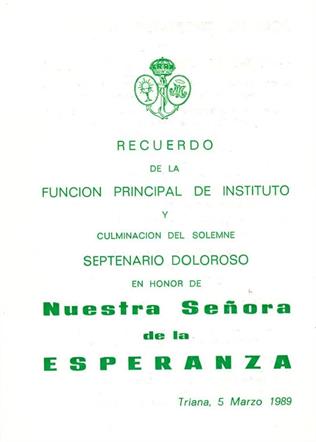 RECUERDO
DE LA
FUNCION PRINCIPAL DE INSTITUTO
Y
CULMINACION DEL SOLEMNE
SEPTENARIO DOLOROSO
EN HONOR DE
Nuestra Señora
de la
ESPERANZA
Triana, 5 Marzo 1989